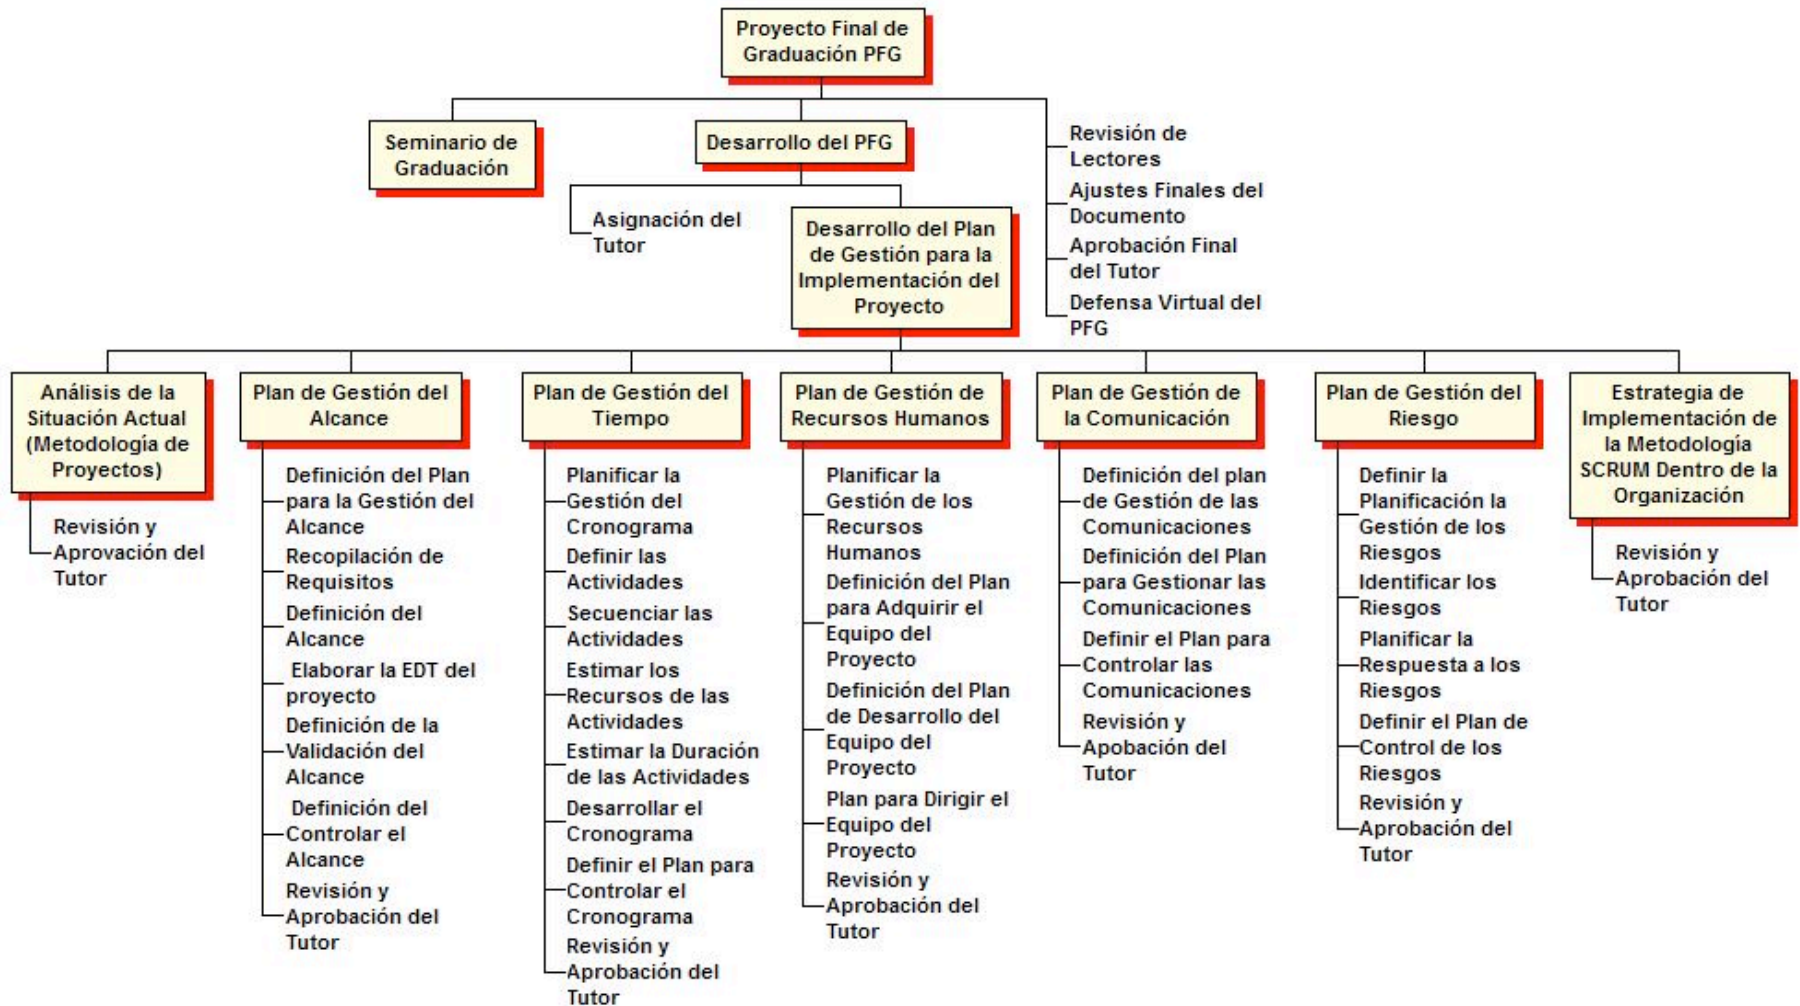 Proyecto Final de
Graduación PFG
Seminario de
Graduación
Desarrollo del PFG
Revisión de
Lectores
Ajustes Finales del
Documento
Aprobación Final
del Tutor
Defensa Virtual del
PFG
Asignación del
Tutor
Desarrollo del Plan
de Gestión para la
Implementación del
Proyecto
Análisis de la
Situación Actual
(Metodología de
Proyectos)
Revisión y
Aprovación del
Tutor
Plan de Gestión del
Alcance
Definición del Plan
para la Gestión del
Alcance
Recopilación de
Requisitos
Definición del
Alcance
Elaborar la EDT del
proyecto
Definición de la
Validación del
Alcance
Definición del
Controlar el
Alcance
Revisión y
Aprobación del
Tutor
Plan de Gestión del
Tiempo
Planificar la
Gestión del
Cronograma
Definir las
Actividades
Secuenciar las
Actividades
Estimar los
Recursos de las
Actividades
Estimar la Duración
de las Actividades
Desarrollar el
Cronograma
Definir el Plan para
Controlar el
Cronograma
Revisión y
Aprobación del
Tutor
Plan de Gestión de
Recursos Humanos
Planificar la
Gestión de los
Recursos
Humanos
Definición del Plan
para Adquirir el
Equipo del
Proyecto
Definición del Plan
de Desarrollo del
Equipo del
Proyecto
Plan para Dirigir el
Equipo del
Proyecto
Revisión y
Aprobación del
Tutor
Plan de Gestión de
la Comunicación
Definición del plan
de Gestión de las
Comunicaciones
Definición del Plan
para Gestionar las
Comunicaciones
Definir el Plan para
Controlar las
Comunicaciones
Revisión y
Apobación del
Tutor
Plan de Gestión del
Riesgo
Definir la
Planificación la
Gestión de los
Riesgos
Identificar los
Riesgos
Planificar la
Respuesta a los
Riesgos
Definir el Plan de
Control de los
Riesgos
Revisión y
Aprobación del
Tutor
Estrategia de
Implementación de
la Metodología
SCRUM Dentro de la
Organización
Revisión y
Aprobación del
Tutor